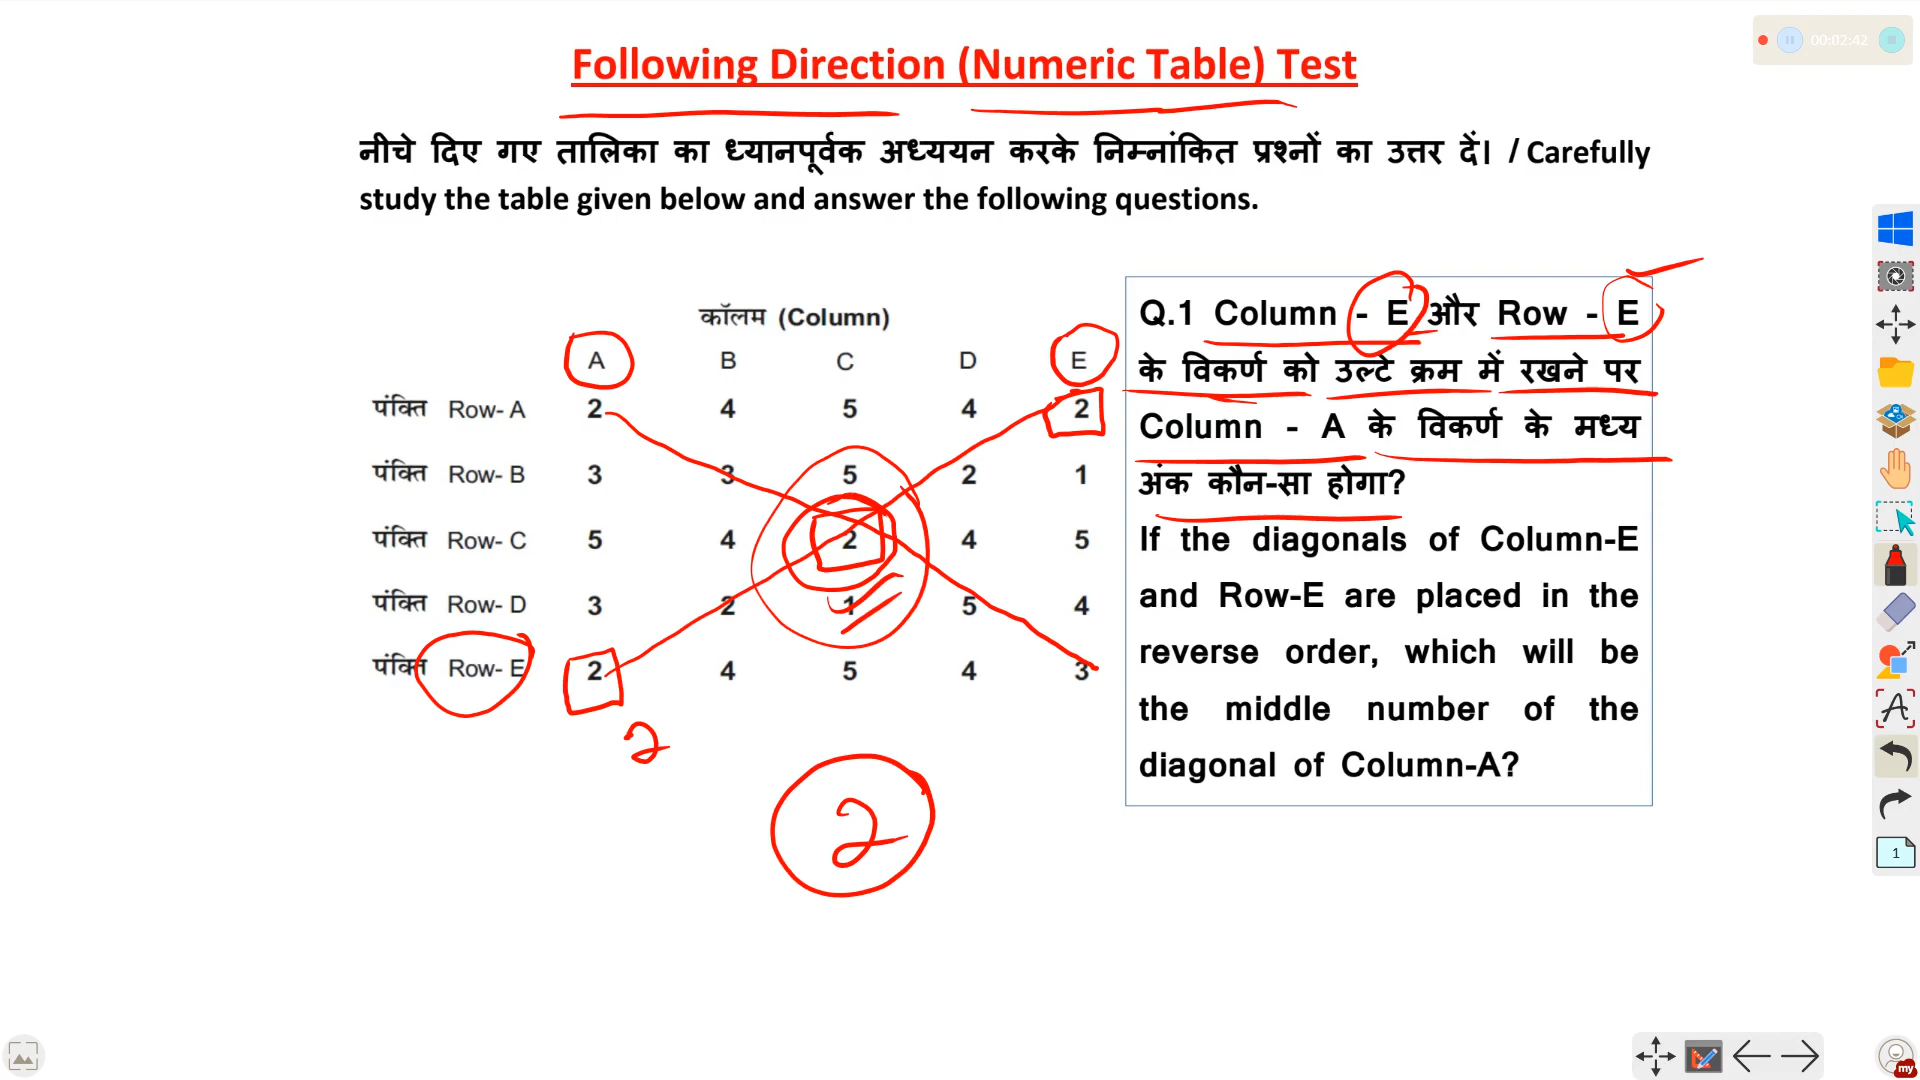 00:02:42
Following Direction (Numeric Table) Test
नीचे दिए गए तालिका का ध्यानपूर्वक अध्ययन करके निम्नांकित प्रश्नों का उत्तर दें। / Carefully
study the table given below and answer the following questions.
कॉलम (Column)
A B C D E
पंक्ति Row- A 2 4 5 4 2
पंक्ति Row- B 3 3 5 2 1
पंक्ति Row- C 5 4 2 4 5
पंक्ति Row- D 3 2 1 5 4
पंक्ति Row- E 2 4 5 4 3
2
2
Q.1 Column - E और Row - E
के विकर्ण को उल्टे क्रम में रखने पर
Column - A के विकर्ण के मध्य
अंक कौन-सा होगा?
If the diagonals of Column-E
and Row-E are placed in the
reverse order, which will be
the middle number of the
diagonal of Column-A?
1
my